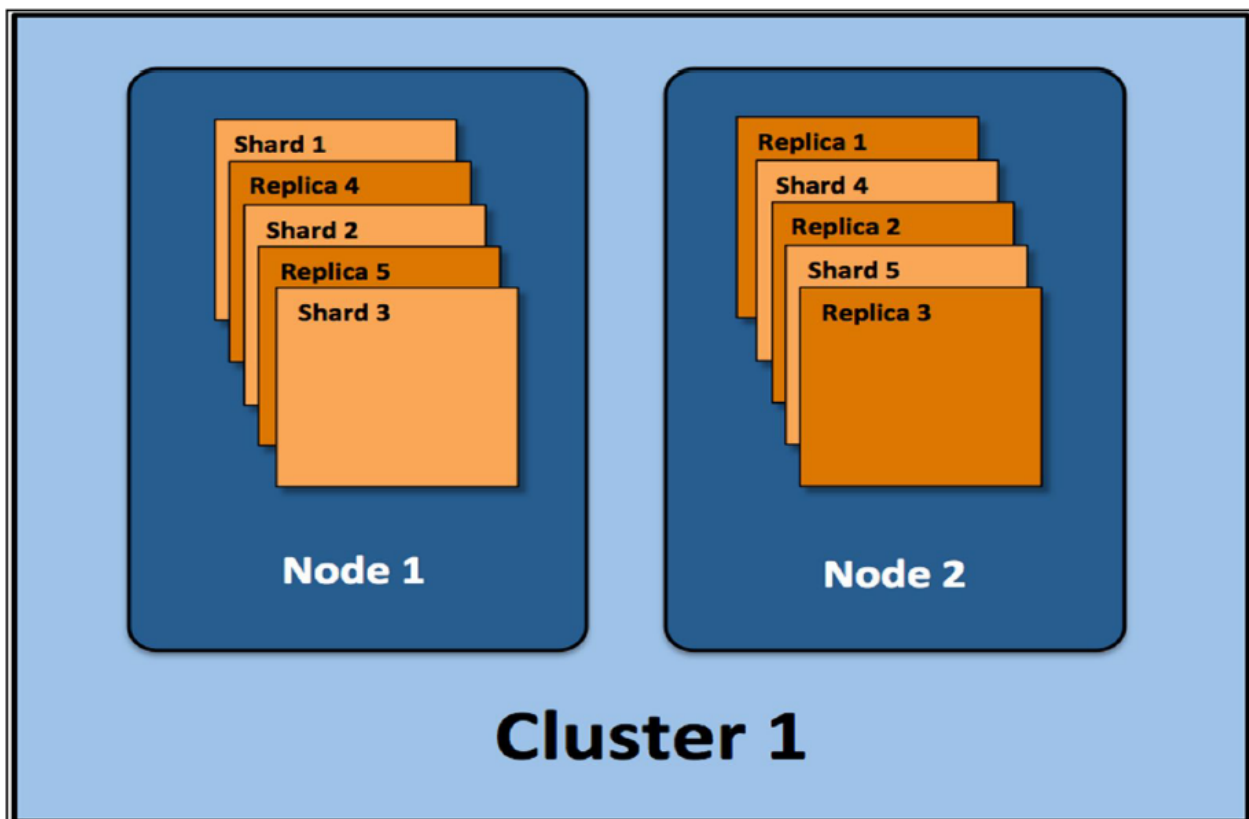 Shard 1
Replica 4
Shard 2
Replica 5
Shard 3
Node 1
Replica 1
Shard 4
Replica 2
Shard 5
Replica 3
Node 2
Cluster 1